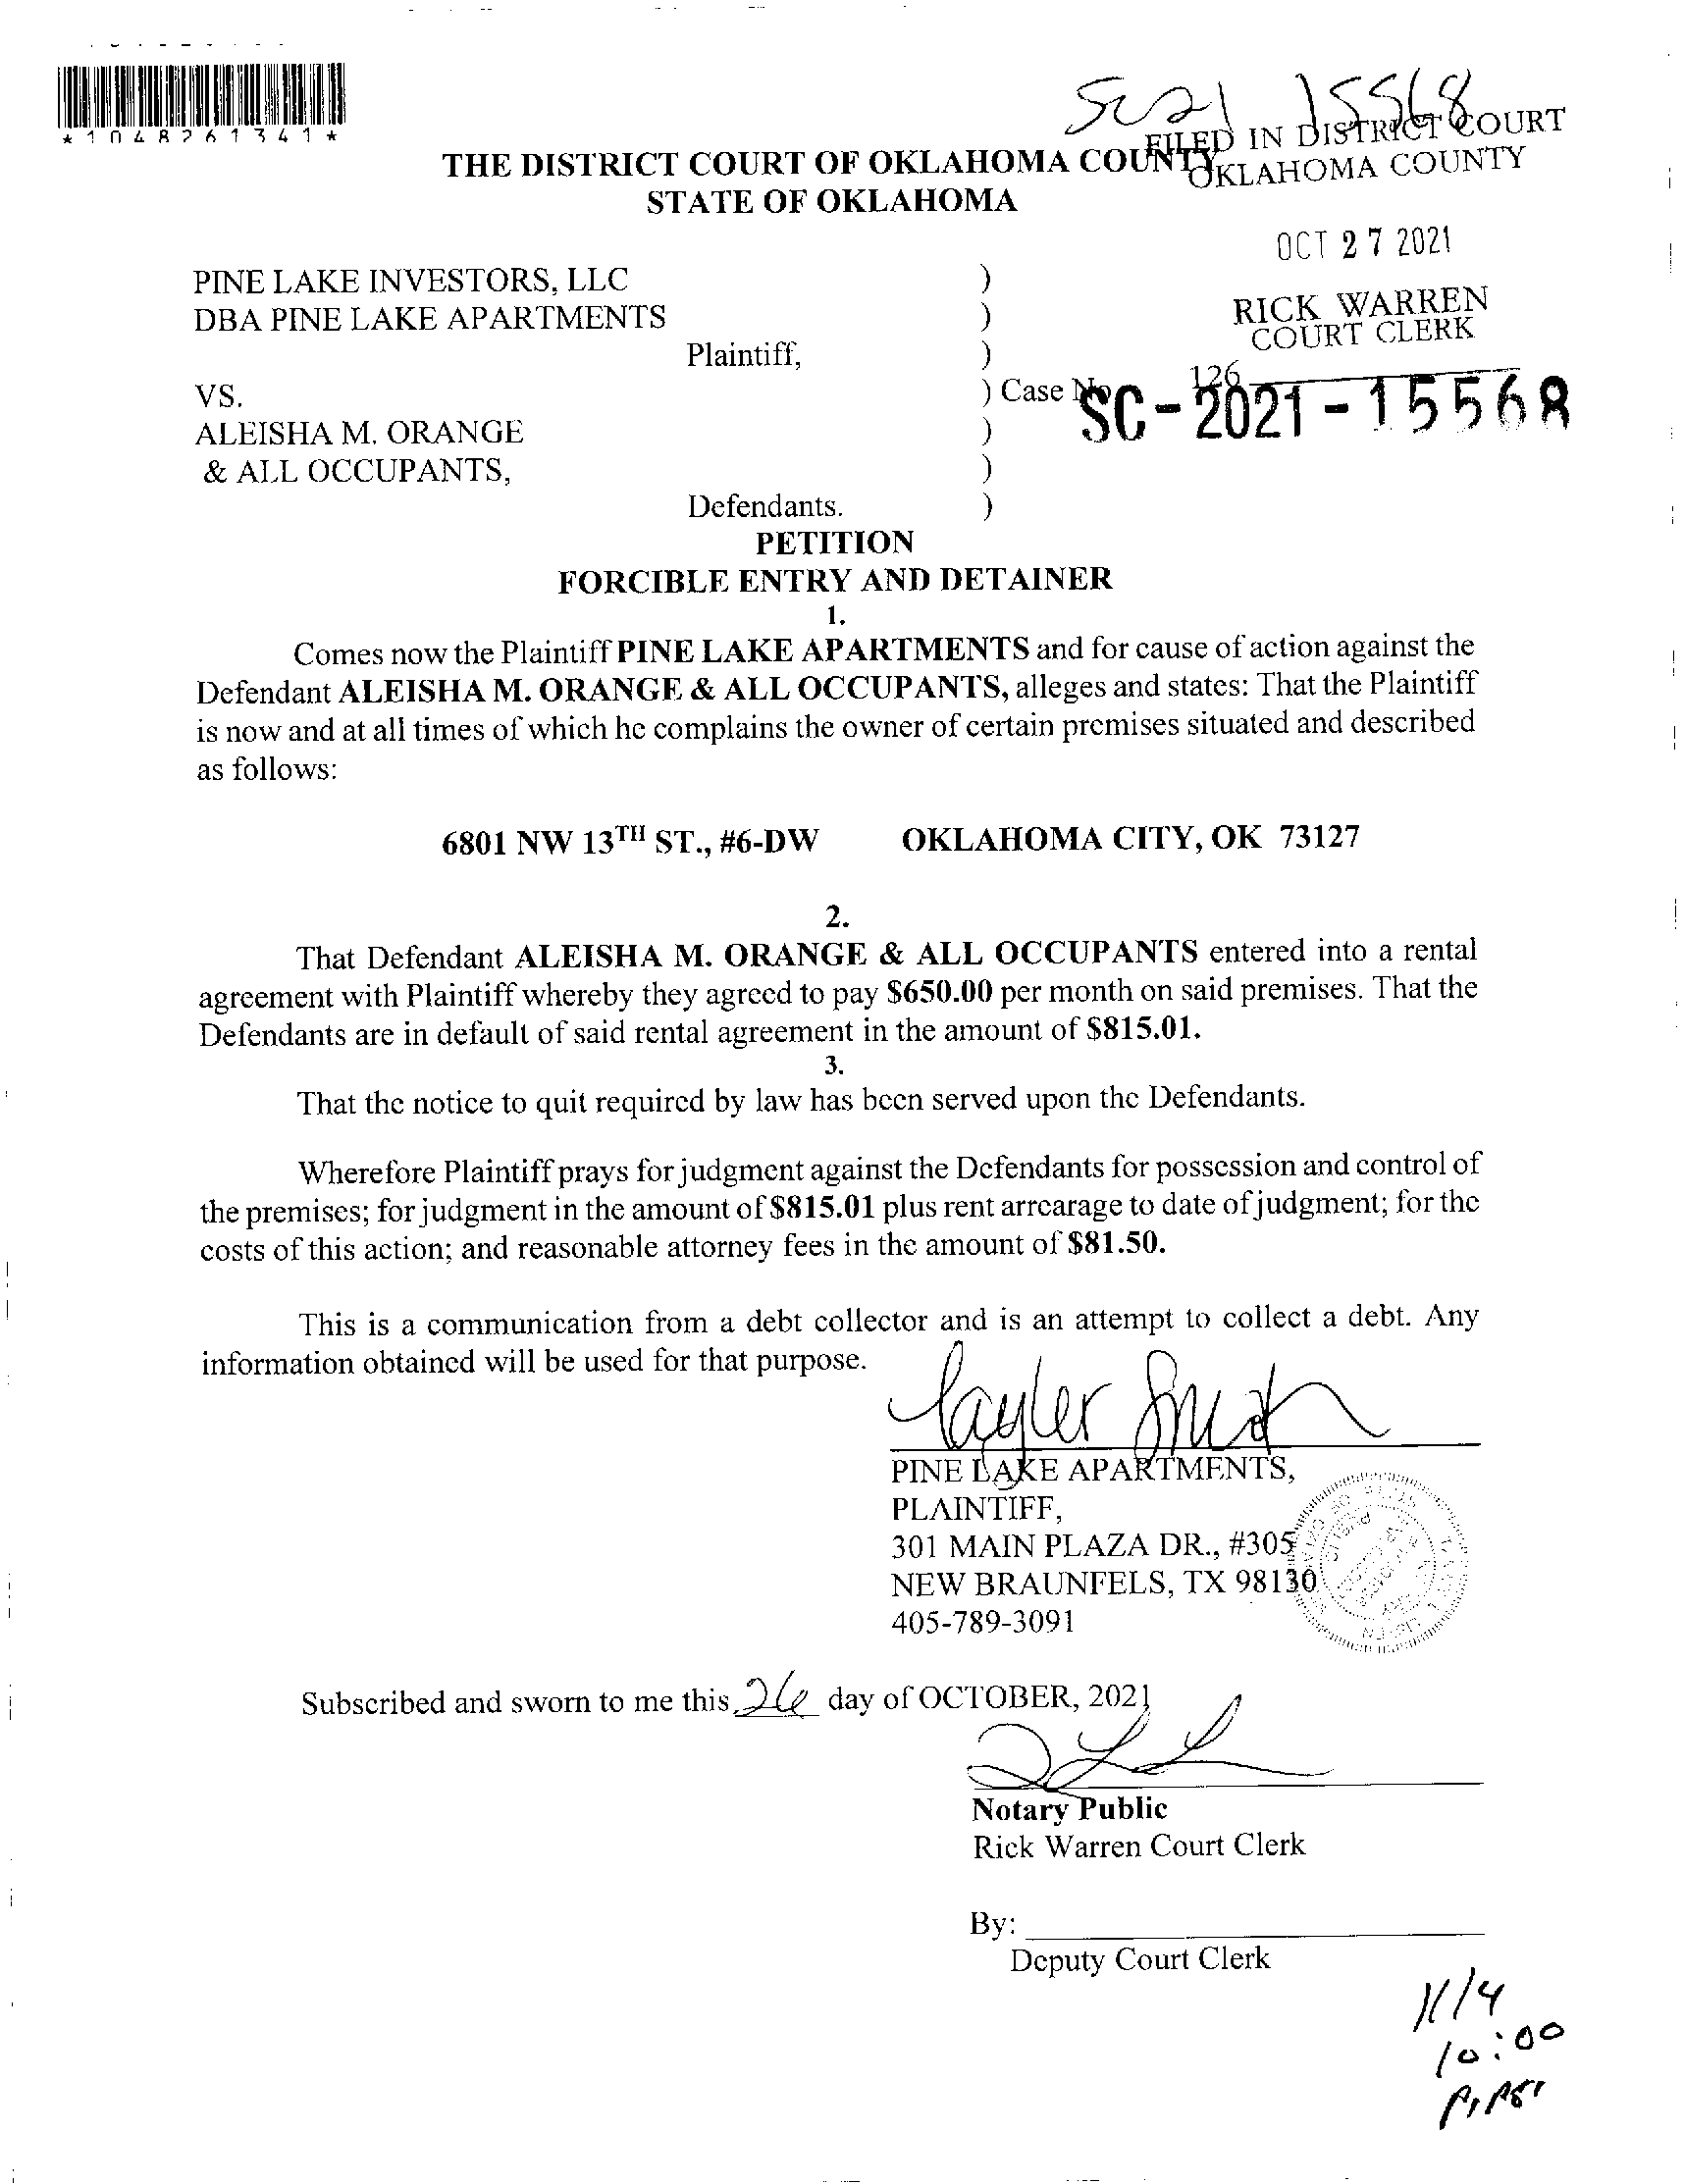 *1048261341*
SC21 15568
FILED IN DISTRICT COURT
OKLAHOMA COUNTY
THE DISTRICT COURT OF OKLAHOMA COUNTY
STATE OF OKLAHOMA
OCT 27 2021
PINE LAKE INVESTORS, LLC )
DBA PINE LAKE APARTMENTS )
RICK WARREN
COURT CLERK
Plaintiff, )
126
VS. ) Case No. SC-2021-15568
ALEISHA M. ORANGE )
& ALL OCCUPANTS, )
Defendants. )
PETITION
FORCIBLE ENTRY AND DETAINER
1.
Comes now the Plaintiff PINE LAKE APARTMENTS and for cause of action against the
Defendant ALEISHA M. ORANGE & ALL OCCUPANTS, alleges and states: That the Plaintiff
is now and at all times of which he complains the owner of certain premises situated and described
as follows:
6801 NW 13TH ST., #6-DW OKLAHOMA CITY, OK 73127
2.
That Defendant ALEISHA M. ORANGE & ALL OCCUPANTS entered into a rental
agreement with Plaintiff whereby they agreed to pay $650.00 per month on said premises. That the
Defendants are in default of said rental agreement in the amount of $815.01.
3.
That the notice to quit required by law has been served upon the Defendants.
Wherefore Plaintiff prays for judgment against the Defendants for possession and control of
the premises; for judgment in the amount of $815.01 plus rent arrearage to date of judgment; for the
costs of this action; and reasonable attorney fees in the amount of $81.50.
This is a communication from a debt collector and is an attempt to collect a debt. Any
information obtained will be used for that purpose.
Tayler Smith
PINE LAKE APARTMENTS,
PLAINTIFF,
301 MAIN PLAZA DR., #305
NEW BRAUNFELS, TX 98130
405-789-3091
Subscribed and sworn to me this 26 day of OCTOBER, 2021
Notary Public
Rick Warren Court Clerk
By:
Deputy Court Clerk
11/4
10:00